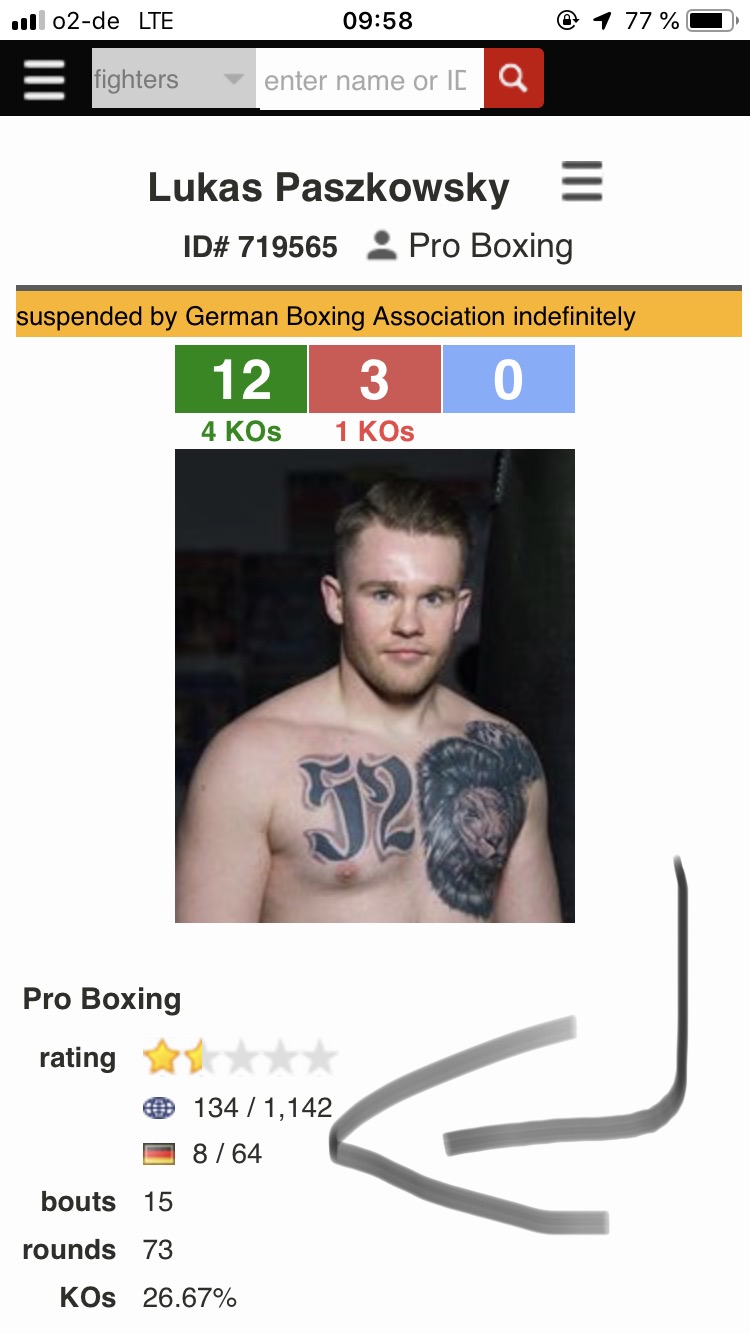 o2-de LTE 09:58 77 %
fighters enter name or ID
Lukas Paszkowsky
ID# 719565 Pro Boxing
suspended by German Boxing Association indefinitely
12 3 0
4 KOs 1 KOs
52
Pro Boxing
rating
134 / 1,142
8 / 64
bouts 15
rounds 73
KOs 26.67%